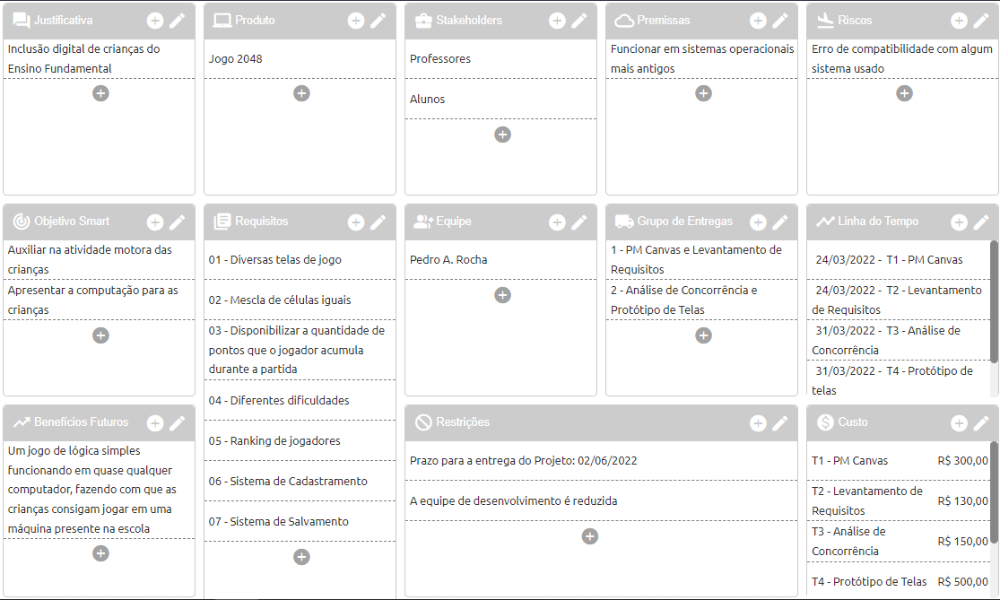 Justificativa
Inclusão digital de crianças do
Ensino Fundamental
Produto
Jogo 2048
Stakeholders
Professores
Alunos
Premissas
Funcionar em sistemas operacionais
mais antigos
Riscos
Erro de compatibilidade com algum
sistema usado
Objetivo Smart
Auxiliar na atividade motora das
crianças
Apresentar a computação para as
crianças
Requisitos
01 - Diversas telas de jogo
02 - Mescla de células iguais
03 - Disponibilizar a quantidade de
pontos que o jogador acumula
durante a partida
04 - Diferentes dificuldades
05 - Ranking de jogadores
06 - Sistema de Cadastramento
07 - Sistema de Salvamento
Equipe
Pedro A. Rocha
Grupo de Entregas
1 - PM Canvas e Levantamento de
Requisitos
2 - Análise de Concorrência e
Protótipo de Telas
Linha do Tempo
24/03/2022 - T1 - PM Canvas
24/03/2022 - T2 - Levantamento
de Requisitos
31/03/2022 - T3 - Análise de
Concorrência
31/03/2022 - T4 - Protótipo de
telas
Benefícios Futuros
Um jogo de lógica simples
funcionando em quase qualquer
computador, fazendo com que as
crianças consigam jogar em uma
máquina presente na escola
Restrições
Prazo para a entrega do Projeto: 02/06/2022
A equipe de desenvolvimento é reduzida
Custo
T1 - PM Canvas R$ 300,00
T2 - Levantamento de
Requisitos R$ 130,00
T3 - Análise de
Concorrência R$ 150,00
T4 - Protótipo de Telas R$ 500,00